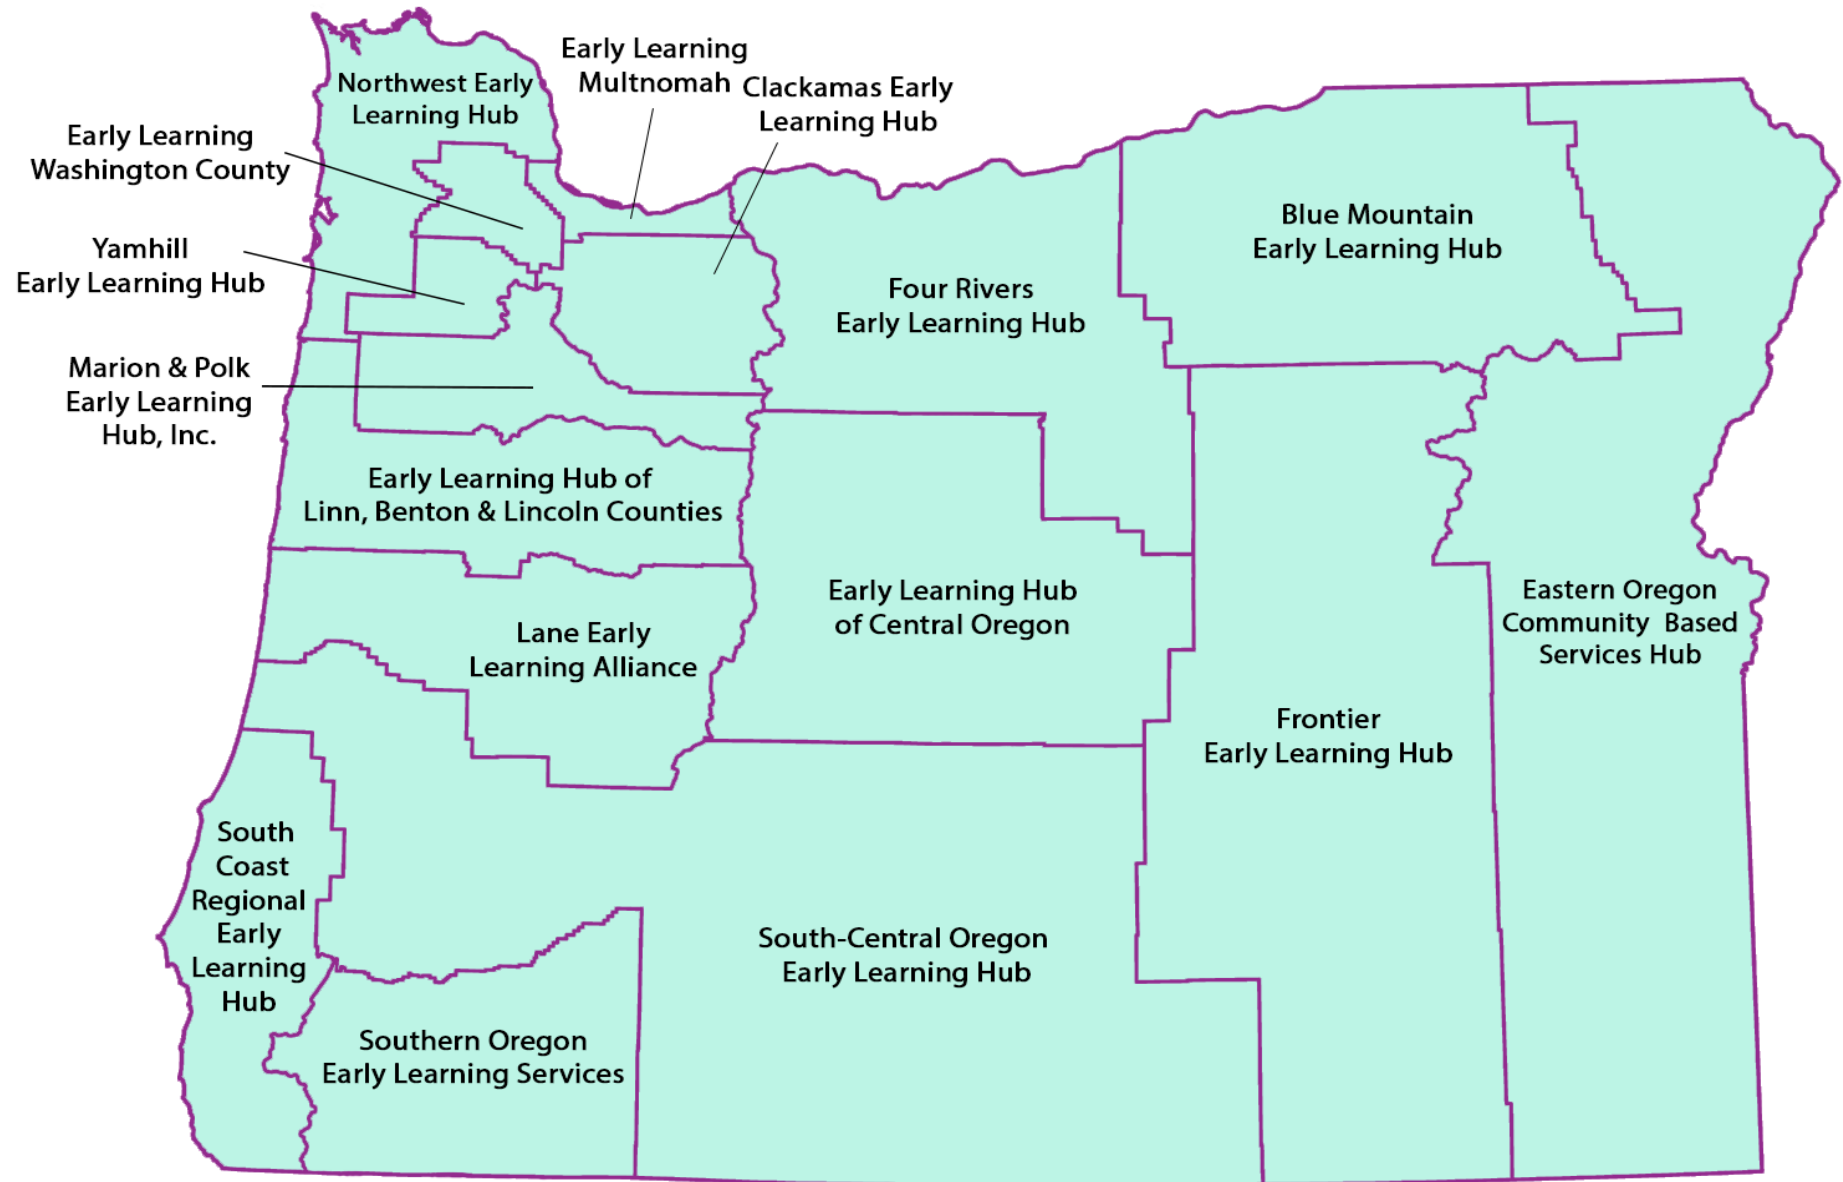 Northwest Early
Learning Hub
Early Learning
Multnomah
Clackamas Early
Learning Hub
Early Learning
Washington County
Yamhill
Early Learning Hub
Marion & Polk
Early Learning
Hub, Inc.
Four Rivers
Early Learning Hub
Blue Mountain
Early Learning Hub
Early Learning Hub of
Linn, Benton & Lincoln Counties
Early Learning Hub
of Central Oregon
Lane Early
Learning Alliance
Eastern Oregon
Community Based
Services Hub
Frontier
Early Learning Hub
South
Coast
Regional
Early
Learning
Hub
South-Central Oregon
Early Learning Hub
Southern Oregon
Early Learning Services